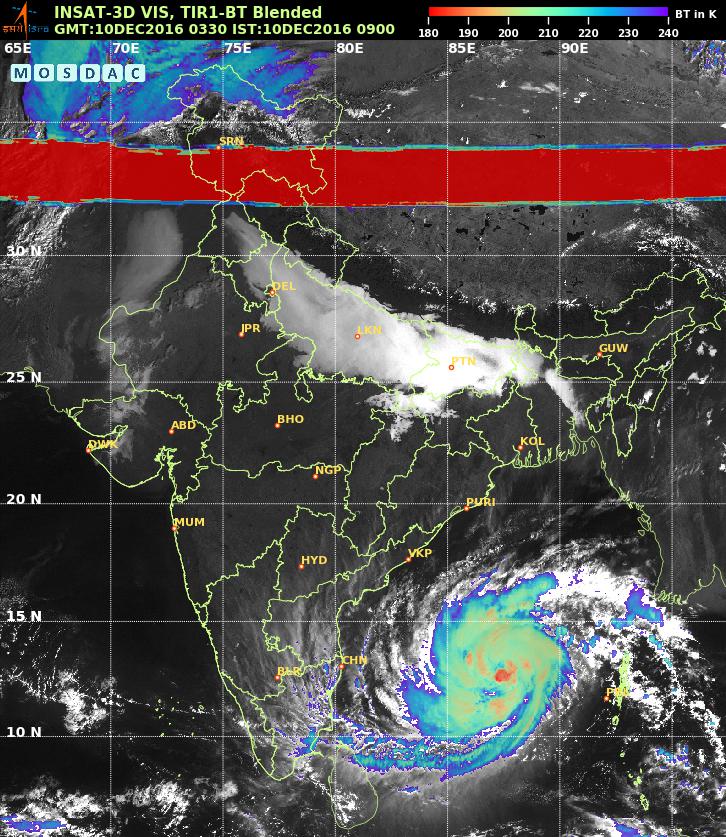 INSAT-3D VIS, TIR1-BT Blended
GMT:10DEC2016 0330 IST:10DEC2016 0900
BT in K
180 190 200 210 220 230 240
65E 70E 75E 80E 85E 90E
MOSDAC
SRN
30 N
DEL
JPR LKN
GUW
PTN
25 N
ABD BHO
DWK KOL
NGP
20 N PURI
MUM
VKP
HYD
15 N
CHN
BLR
10 N